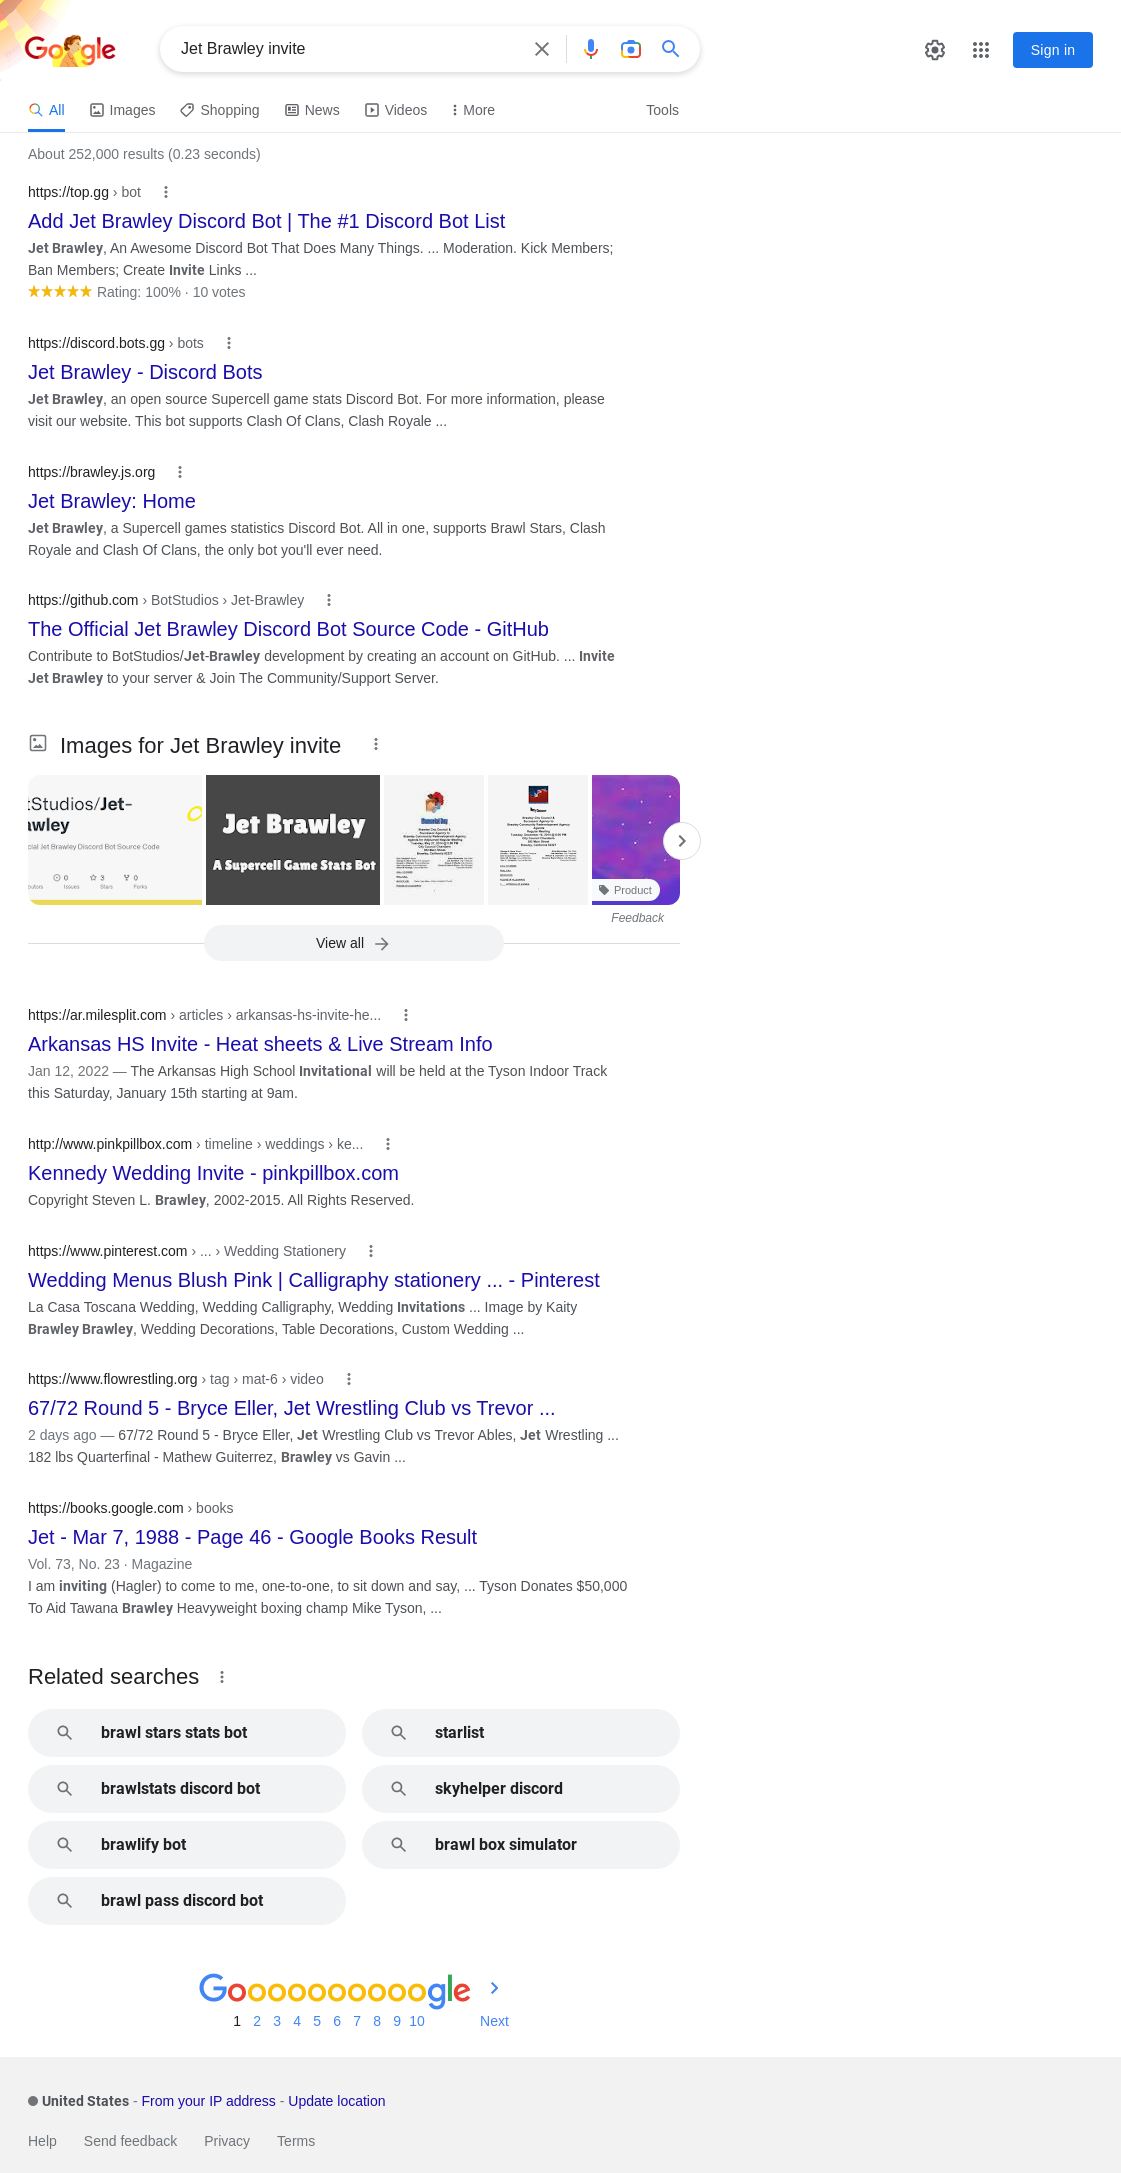 Google
Jet Brawley invite
Sign in
All
Images
Shopping
News
Videos
More
Tools
About 252,000 results (0.23 seconds)
https://top.gg › bot
Add Jet Brawley Discord Bot | The #1 Discord Bot List
Jet Brawley, An Awesome Discord Bot That Does Many Things. ... Moderation. Kick Members;
Ban Members; Create Invite Links ...
Rating: 100% · 10 votes
https://discord.bots.gg › bots
Jet Brawley - Discord Bots
Jet Brawley, an open source Supercell game stats Discord Bot. For more information, please
visit our website. This bot supports Clash Of Clans, Clash Royale ...
https://brawley.js.org
Jet Brawley: Home
Jet Brawley, a Supercell games statistics Discord Bot. All in one, supports Brawl Stars, Clash
Royale and Clash Of Clans, the only bot you'll ever need.
https://github.com › BotStudios › Jet-Brawley
The Official Jet Brawley Discord Bot Source Code - GitHub
Contribute to BotStudios/Jet-Brawley development by creating an account on GitHub. ... Invite
Jet Brawley to your server & Join The Community/Support Server.
Images for Jet Brawley invite
tStudios/Jet-
awley
cial Jet Brawley Discord Bot Source Code
0
0
3
0
Issues
Stars
Forks
Jet Brawley
A Supercell Game Stats Bot
Memorial Day
Product
Feedback
View all
https://ar.milesplit.com › articles › arkansas-hs-invite-he...
Arkansas HS Invite - Heat sheets & Live Stream Info
Jan 12, 2022 — The Arkansas High School Invitational will be held at the Tyson Indoor Track
this Saturday, January 15th starting at 9am.
http://www.pinkpillbox.com › timeline › weddings › ke...
Kennedy Wedding Invite - pinkpillbox.com
Copyright Steven L. Brawley, 2002-2015. All Rights Reserved.
https://www.pinterest.com › ... › Wedding Stationery
Wedding Menus Blush Pink | Calligraphy stationery ... - Pinterest
La Casa Toscana Wedding, Wedding Calligraphy, Wedding Invitations ... Image by Kaity
Brawley Brawley, Wedding Decorations, Table Decorations, Custom Wedding ...
https://www.flowrestling.org › tag › mat-6 › video
67/72 Round 5 - Bryce Eller, Jet Wrestling Club vs Trevor ...
2 days ago — 67/72 Round 5 - Bryce Eller, Jet Wrestling Club vs Trevor Ables, Jet Wrestling ...
182 lbs Quarterfinal - Mathew Guiterrez, Brawley vs Gavin ...
https://books.google.com › books
Jet - Mar 7, 1988 - Page 46 - Google Books Result
Vol. 73, No. 23 · Magazine
I am inviting (Hagler) to come to me, one-to-one, to sit down and say, ... Tyson Donates $50,000
To Aid Tawana Brawley Heavyweight boxing champ Mike Tyson, ...
Related searches
brawl stars stats bot
starlist
brawlstats discord bot
skyhelper discord
brawlify bot
brawl box simulator
brawl pass discord bot
Goooooooooogle
1 2 3 4 5 6 7 8 9 10 Next
United States - From your IP address - Update location
Help Send feedback Privacy Terms